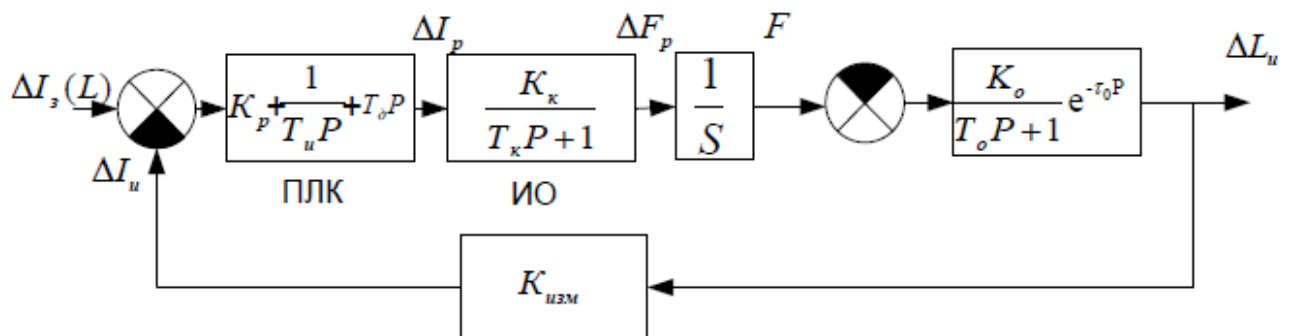 ΔI_р ΔF_р F
ΔI_з(L) K_р + 1/(T_и P) + T_д P K_к/(T_к P + 1) 1/S K_о/(T_о P + 1) e^(-τ_0 P) ΔL_и
ΔI_и
ПЛК ИО
K_изм